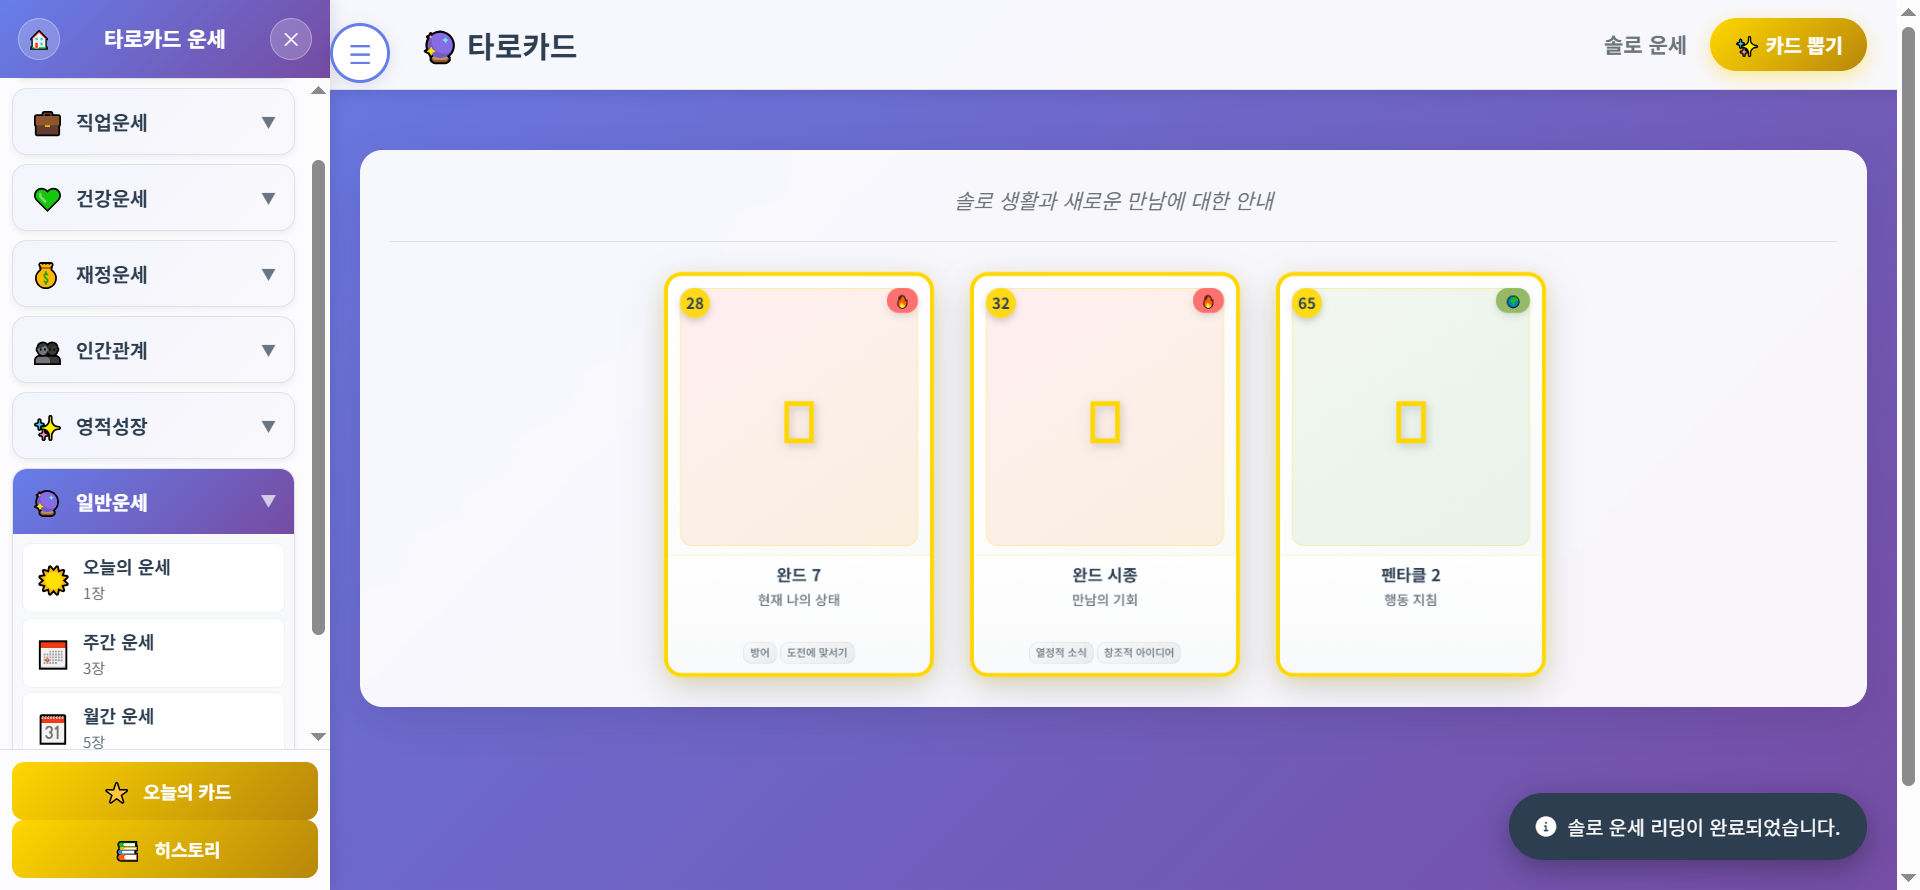 타로카드 운세
직업운세
건강운세
재정운세
人간관계
영적성장
일반운세
오늘의 운세
1장
주간 운세
3장
월간 운세
5장
오늘의 카드
히스토리
타로카드
솔로 운세
카드 뽑기
솔로 생활과 새로운 만남에 대한 안내
28
완드 7
현재 나의 상태
방어
도전에 맞서기
32
완드 시종
만남의 기회
열정적 소식
창조적 아이디어
65
펜타클 2
행동 지침
솔로 운세 리딩이 완료되었습니다.